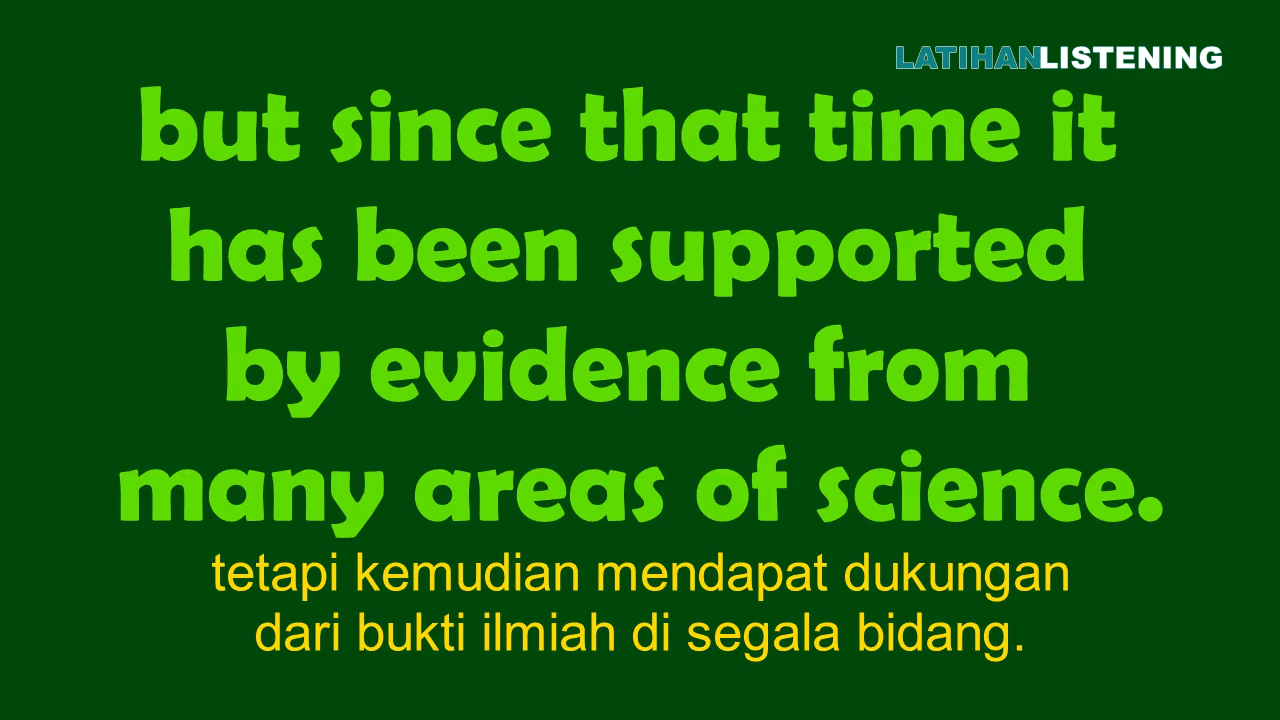 LATIHANLISTENING
but since that time it
has been supported
by evidence from
many areas of science.
tetapi kemudian mendapat dukungan
dari bukti ilmiah di segala bidang.